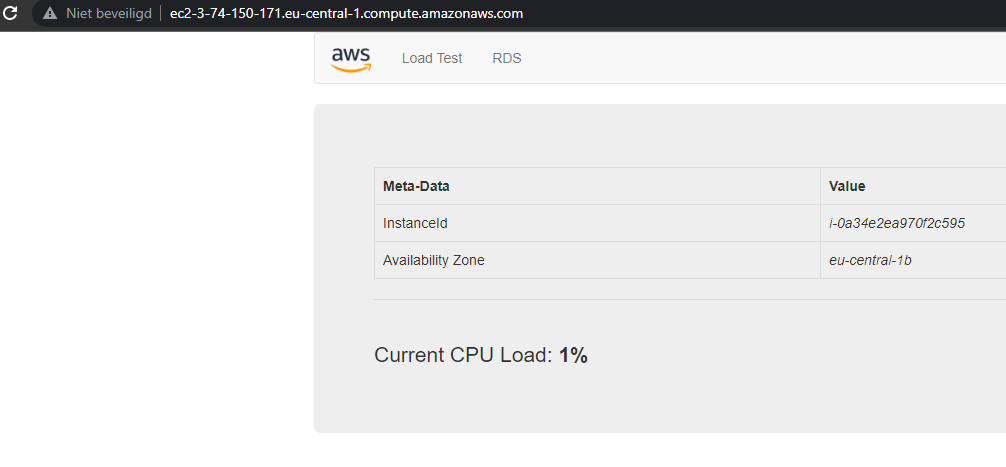 Niet beveiligd ec2-3-74-150-171.eu-central-1.compute.amazonaws.com
aws Load Test RDS
Meta-Data Value
InstanceId i-0a34e2ea970f2c595
Availability Zone eu-central-1b
Current CPU Load: 1%